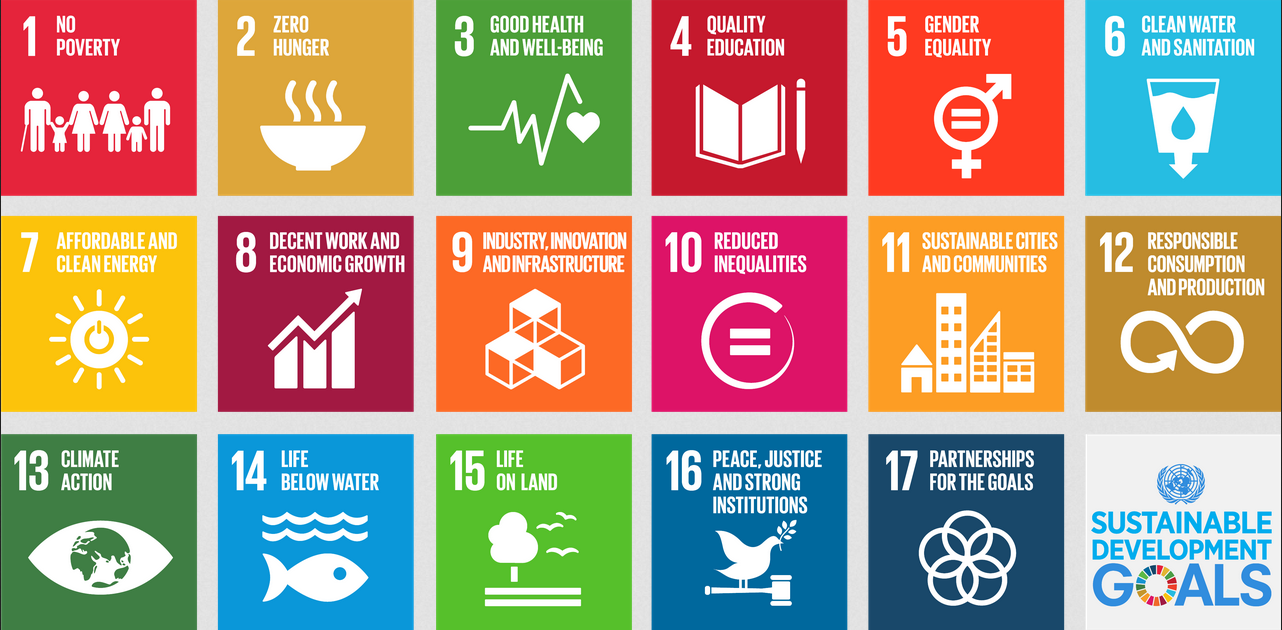 1 NO
POVERTY
2 ZERO
HUNGER
3 GOOD HEALTH
AND WELL-BEING
4 QUALITY
EDUCATION
5 GENDER
EQUALITY
6 CLEAN WATER
AND SANITATION
7 AFFORDABLE AND
CLEAN ENERGY
8 DECENT WORK AND
ECONOMIC GROWTH
9 INDUSTRY, INNOVATION
AND INFRASTRUCTURE
10 REDUCED
INEQUALITIES
11 SUSTAINABLE CITIES
AND COMMUNITIES
12 RESPONSIBLE
CONSUMPTION
AND PRODUCTION
13 CLIMATE
ACTION
14 LIFE
BELOW WATER
15 LIFE
ON LAND
16 PEACE, JUSTICE
AND STRONG
INSTITUTIONS
17 PARTNERSHIPS
FOR THE GOALS
SUSTAINABLE
DEVELOPMENT
GOALS